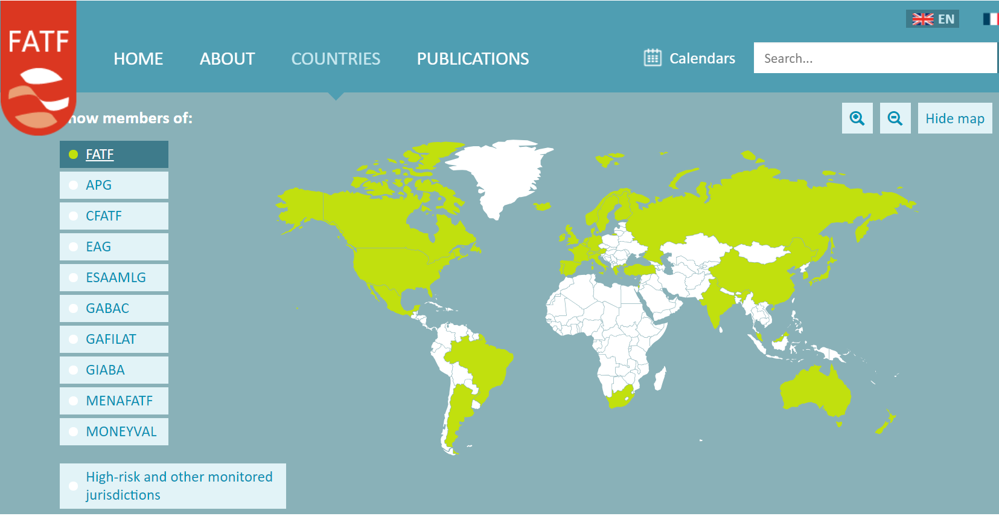 FATF
EN
HOME
ABOUT
COUNTRIES
PUBLICATIONS
Calendars
Search...
how members of:
Hide map
FATF
APG
CFATF
EAG
ESAAMLG
GABAC
GAFILAT
GIABA
MENAFATF
MONEYVAL
High-risk and other monitored
jurisdictions